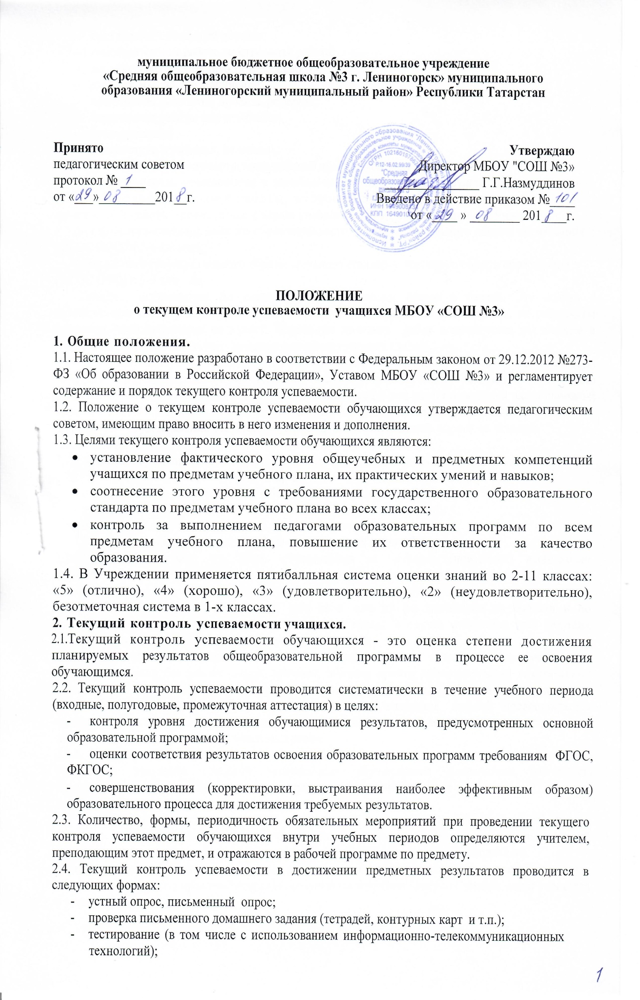 муниципальное бюджетное общеобразовательное учреждение
«Средняя общеобразовательная школа №3 г. Лениногорск» муниципального
образования «Лениногорский муниципальный район» Республики Татарстан
Принято
педагогическим советом
протокол № 1
от «29» 08 2018г.
Утверждаю
Директор МБОУ "СОШ №3»
Г.Г.Назмуддинов
Введено в действие приказом № 101
от «29 » 08 2018 г.
ПОЛОЖЕНИЕ
о текущем контроле успеваемости учащихся МБОУ «СОШ №3»
1. Общие положения.
1.1. Настоящее положение разработано в соответствии с Федеральным законом от 29.12.2012 №273-
ФЗ «Об образовании в Российской Федерации», Уставом МБОУ «СОШ №3» и регламентирует
содержание и порядок текущего контроля успеваемости.
1.2. Положение о текущем контроле успеваемости обучающихся утверждается педагогическим
советом, имеющим право вносить в него изменения и дополнения.
1.3. Целями текущего контроля успеваемости обучающихся являются:
• установление фактического уровня общеучебных и предметных компетенций
учащихся по предметам учебного плана, их практических умений и навыков;
• соотнесение этого уровня с требованиями государственного образовательного
стандарта по предметам учебного плана во всех классах;
• контроль за выполнением педагогами образовательных программ по всем
предметам учебного плана, повышение их ответственности за качество
образования.
1.4. В Учреждении применяется пятибалльная система оценки знаний во 2-11 классах:
«5» (отлично), «4» (хорошо), «3» (удовлетворительно), «2» (неудовлетворительно),
безотметочная система в 1-х классах.
2. Текущий контроль успеваемости учащихся.
2.1.Текущий контроль успеваемости обучающихся - это оценка степени достижения
планируемых результатов общеобразовательной программы в процессе ее освоения
обучающимся.
2.2. Текущий контроль успеваемости проводится систематически в течение учебного периода
(входные, полугодовые, промежуточная аттестация) в целях:
- контроля уровня достижения обучающимися результатов, предусмотренных основной
образовательной программой;
- оценки соответствия результатов освоения образовательных программ требованиям ФГОС,
ФКГОС;
- совершенствования (корректировки, выстраивания наиболее эффективным образом)
образовательного процесса для достижения требуемых результатов.
2.3. Количество, формы, периодичность обязательных мероприятий при проведении текущего
контроля успеваемости обучающихся внутри учебных периодов определяются учителем,
преподающим этот предмет, и отражаются в рабочей программе по предмету.
2.4. Текущий контроль успеваемости в достижении предметных результатов проводится в
следующих формах:
- устный опрос, письменный опрос;
- проверка письменного домашнего задания (тетрадей, контурных карт и т.п.);
- тестирование (в том числе с использованием информационно-телекоммуникационных
технологий);
1